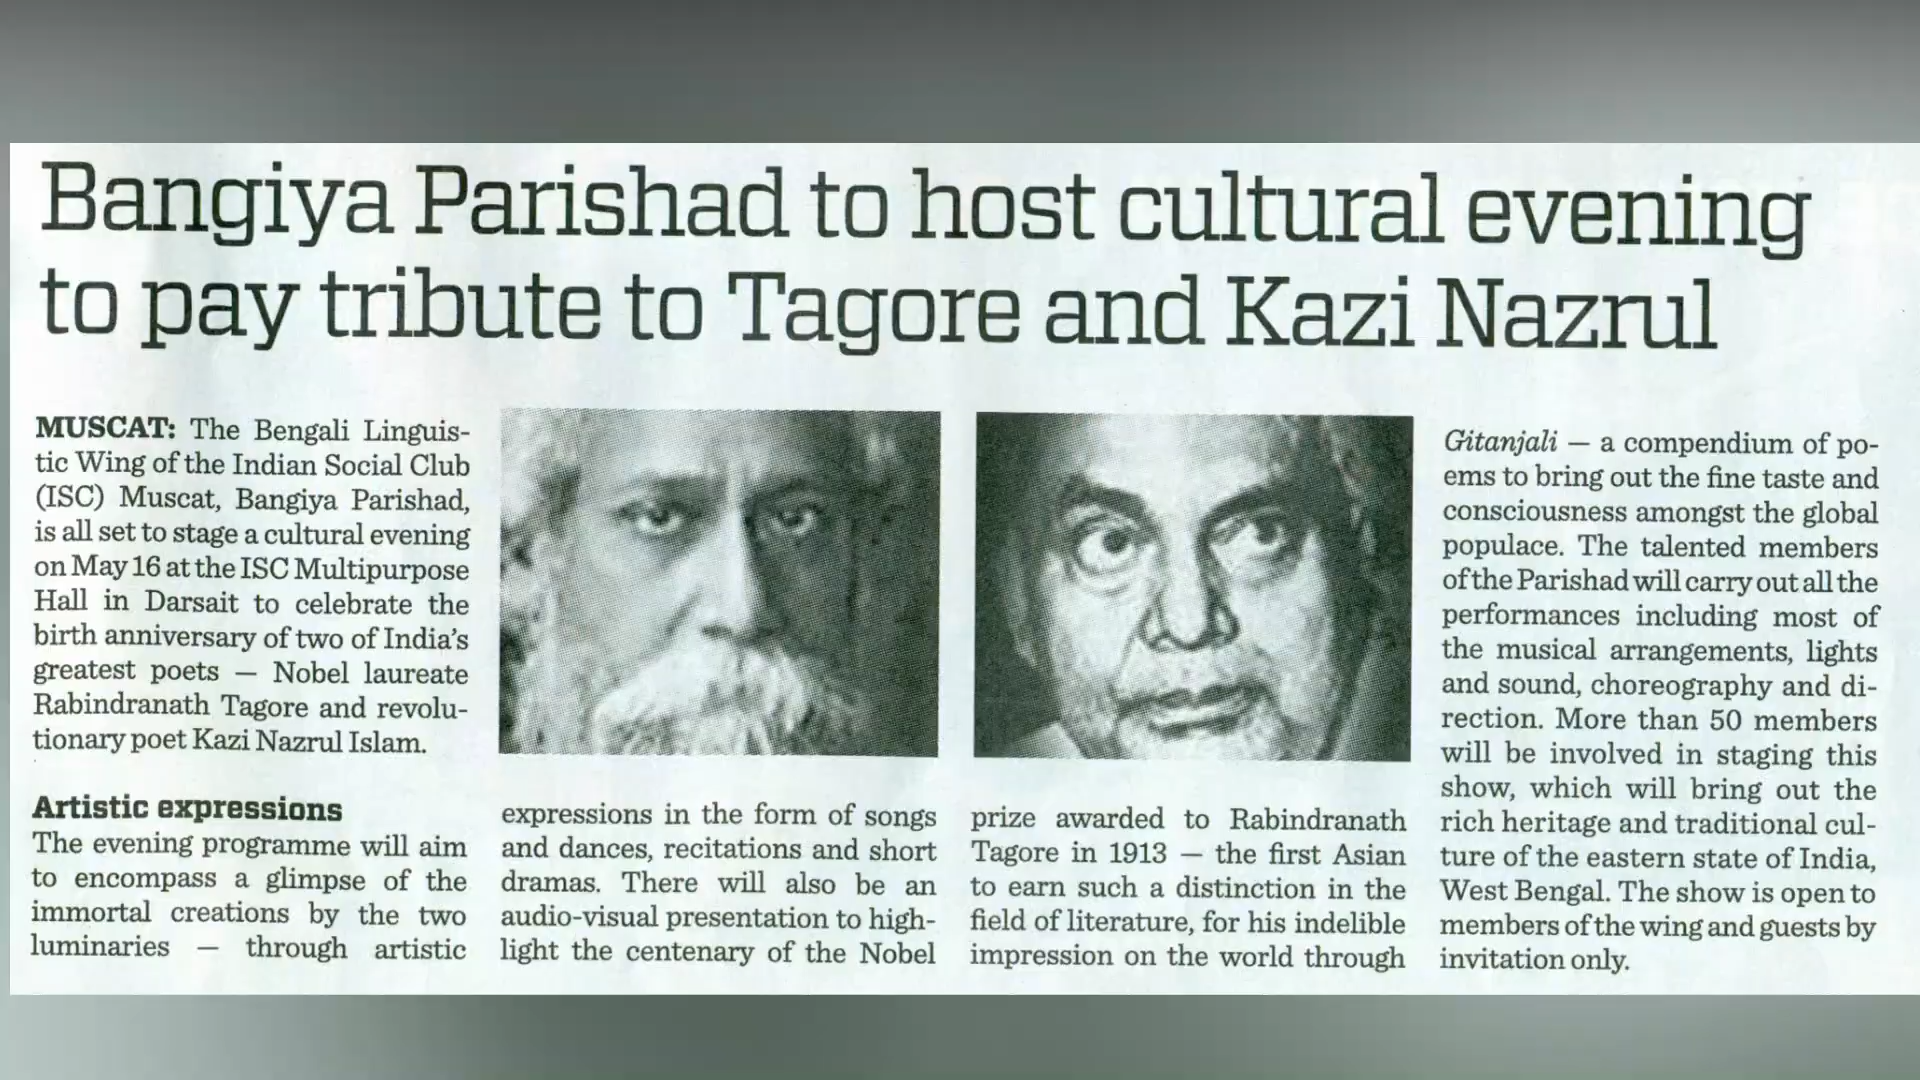 Bangiya Parishad to host cultural evening
to pay tribute to Tagore and Kazi Nazrul
MUSCAT: The Bengali Linguis-
tic Wing of the Indian Social Club
(ISC) Muscat, Bangiya Parishad,
is all set to stage a cultural evening
on May 16 at the ISC Multipurpose
Hall in Darsait to celebrate the
birth anniversary of two of India's
greatest poets — Nobel laureate
Rabindranath Tagore and revolu-
tionary poet Kazi Nazrul Islam.
Artistic expressions
The evening programme will aim
to encompass a glimpse of the
immortal creations by the two
luminaries — through artistic
expressions in the form of songs
and dances, recitations and short
dramas. There will also be an
audio-visual presentation to high-
light the centenary of the Nobel
prize awarded to Rabindranath
Tagore in 1913 — the first Asian
to earn such a distinction in the
field of literature, for his indelible
impression on the world through
Gitanjali — a compendium of po-
ems to bring out the fine taste and
consciousness amongst the global
populace. The talented members
of the Parishad will carry out all the
performances including most of
the musical arrangements, lights
and sound, choreography and di-
rection. More than 50 members
will be involved in staging this
show, which will bring out the
rich heritage and traditional cul-
ture of the eastern state of India,
West Bengal. The show is open to
members of the wing and guests by
invitation only.